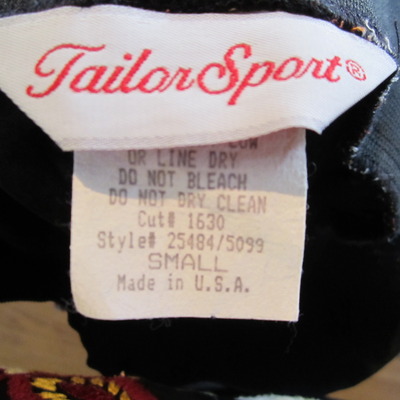 TailorSport®
LOW
OR LINE DRY
DO NOT BLEACH
DO NOT DRY CLEAN
Cut# 1630
Style# 25484/5099
SMALL
Made in U.S.A.